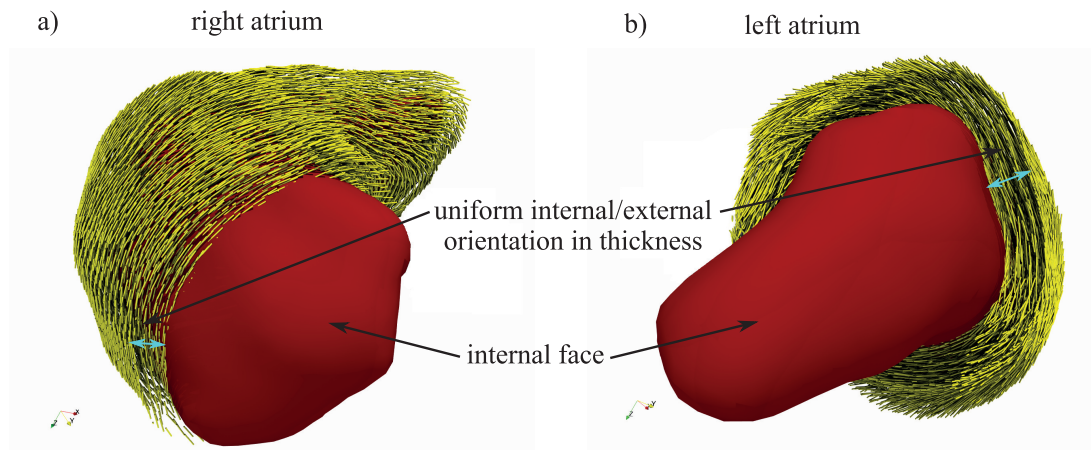 a)
right atrium
b)
left atrium
uniform internal/external
orientation in thickness
internal face
X
Y
Z
Y
Z